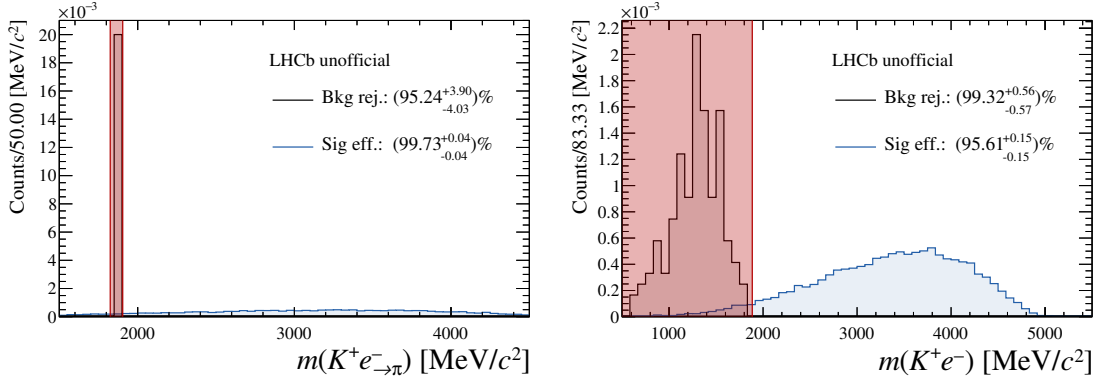 ×10⁻³
20
18
16
14
12
10
8
6
4
2
0
Counts/50.00 [MeV/c²]
LHCb unofficial
Bkg rej.: (95.24+3.90-4.03)%
Sig eff.: (99.73+0.04-0.04)%
2000 3000 4000
m(K⁺e⁻→π) [MeV/c²]
×10⁻³
2.2
2
1.8
1.6
1.4
1.2
1
0.8
0.6
0.4
0.2
0
Counts/83.33 [MeV/c²]
LHCb unofficial
Bkg rej.: (99.32+0.56-0.57)%
Sig eff.: (95.61+0.15-0.15)%
1000 2000 3000 4000 5000
m(K⁺e⁻) [MeV/c²]